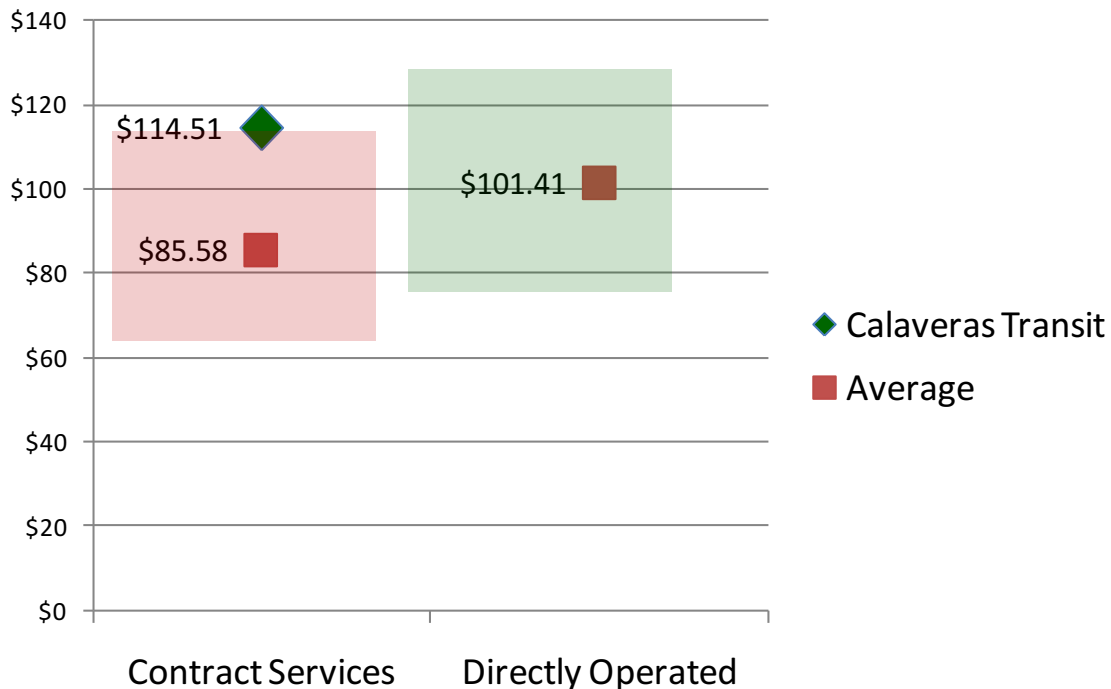 $140
$120
$114.51
$100
$101.41
$85.58
$80
$60
$40
$20
$0
Contract Services
Directly Operated
Calaveras Transit
Average